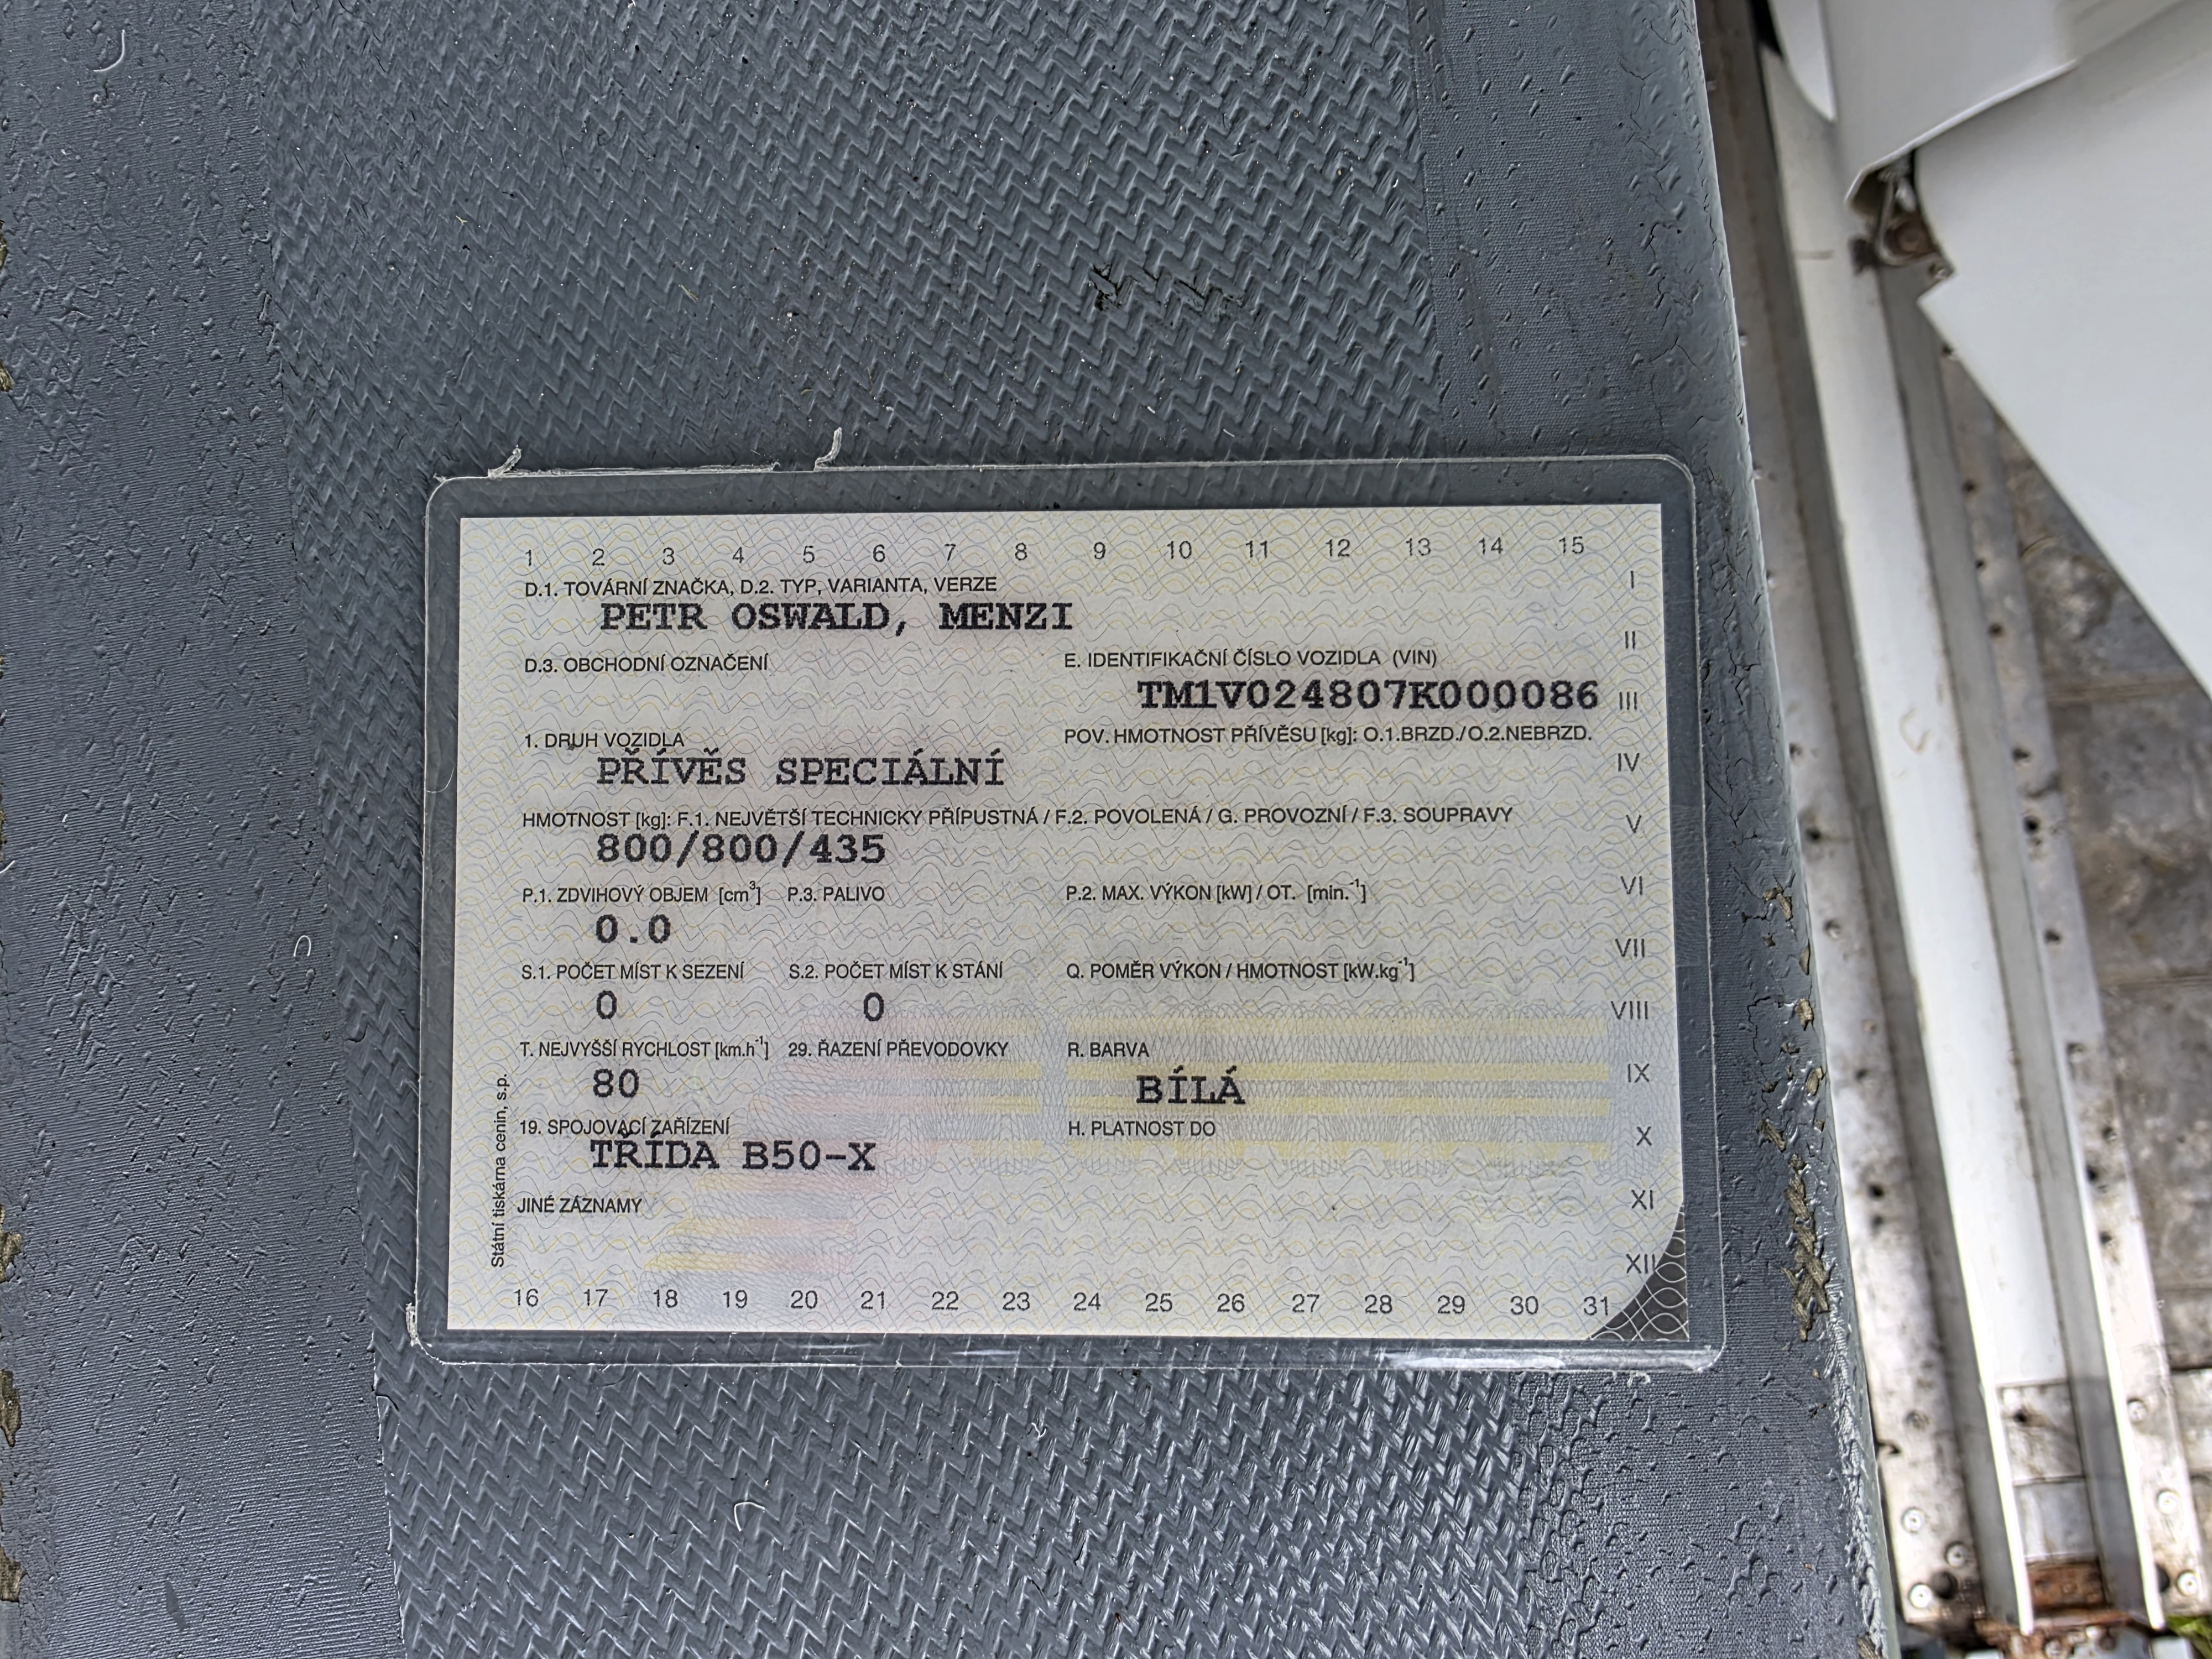 1 2 3 4 5 6 7 8 9 10 11 12 13 14 15
D.1. TOVÁRNÍ ZNAČKA, D.2. TYP, VARIANTA, VERZE
I
PETR OSWALD, MENZI
II
D.3. OBCHODNÍ OZNAČENÍ E. IDENTIFIKAČNÍ ČÍSLO VOZIDLA (VIN)
TM1V024807K000086 III
1. DRUH VOZIDLA POV. HMOTNOST PŘÍVĚSU [kg]: O.1.BRZD./O.2.NEBRZD.
PŘÍVĚS SPECIÁLNÍ IV
HMOTNOST [kg]: F.1. NEJVĚTŠÍ TECHNICKY PŘÍPUSTNÁ / F.2. POVOLENÁ / G. PROVOZNÍ / F.3. SOUPRAVY V
800/800/435
P.1. ZDVIHOVÝ OBJEM [cm³] P.3. PALIVO P.2. MAX. VÝKON [kW] / OT. [min.⁻¹] VI
0.0
VII
S.1. POČET MÍST K SEZENÍ S.2. POČET MÍST K STÁNÍ Q. POMĚR VÝKON / HMOTNOST [kW.kg⁻¹]
0 0 VIII
T. NEJVYŠŠÍ RYCHLOST [km.h⁻¹] 29. ŘAZENÍ PŘEVODOVKY R. BARVA
80 BÍLÁ IX
19. SPOJOVACÍ ZAŘÍZENÍ H. PLATNOST DO X
TŘÍDA B50-X
JINÉ ZÁZNAMY XI
XII
16 17 18 19 20 21 22 23 24 25 26 27 28 29 30 31
Státní tiskárna cenin, s.p.